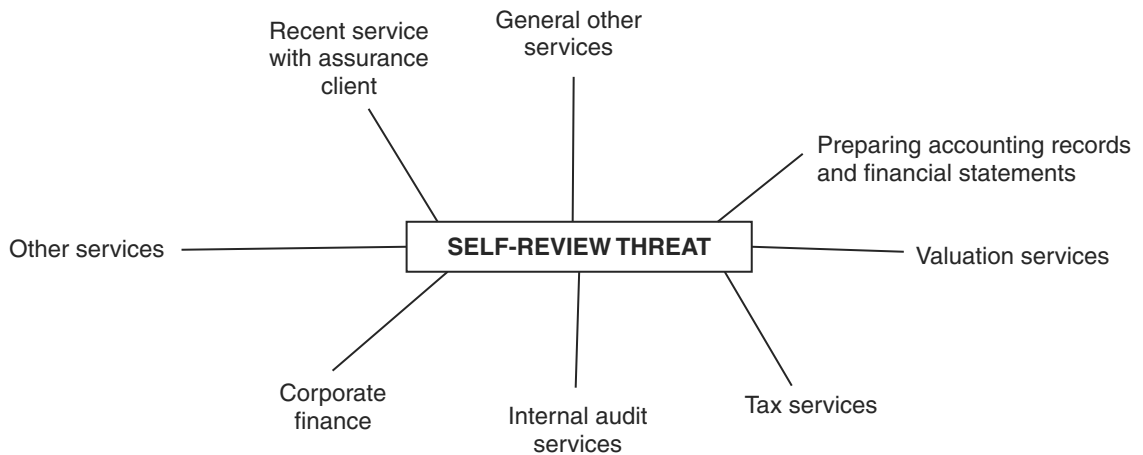 General other
services
Recent service
with assurance
client
Preparing accounting records
and financial statements
Other services
SELF-REVIEW THREAT
Valuation services
Corporate
finance
Internal audit
services
Tax services